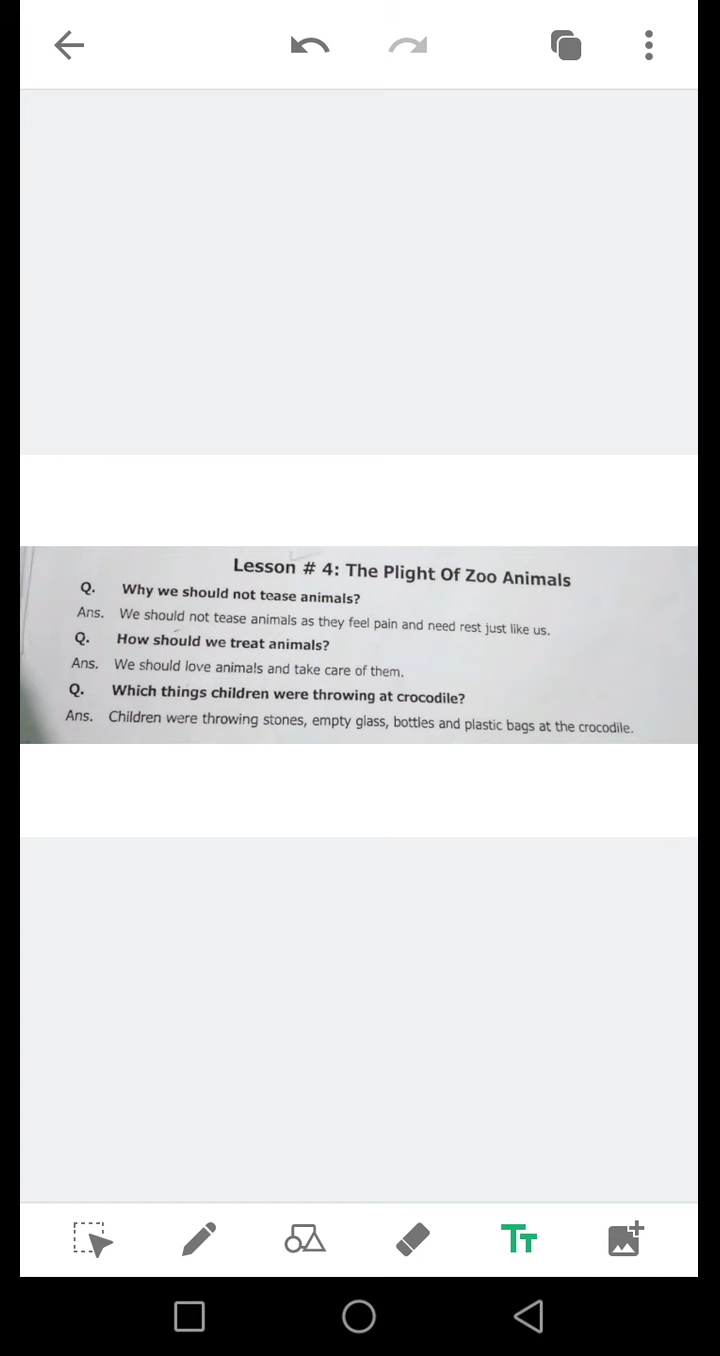 Lesson # 4: The Plight Of Zoo Animals
Q. Why we should not tease animals?
Ans. We should not tease animals as they feel pain and need rest just like us.
Q. How should we treat animals?
Ans. We should love animals and take care of them.
Q. Which things children were throwing at crocodile?
Ans. Children were throwing stones, empty glass, bottles and plastic bags at the crocodile.
TT